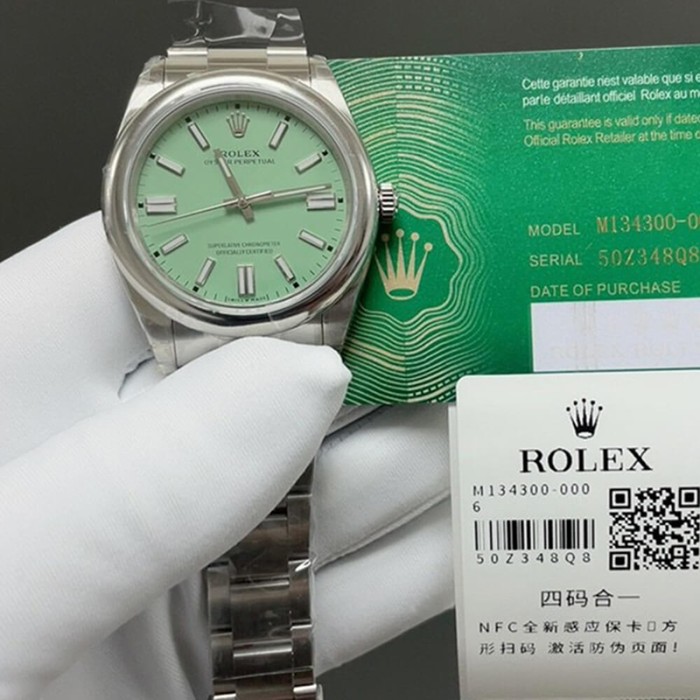 ROLEX
OYSTER PERPETUAL
SUPERLATIVE CHRONOMETER
OFFICIALLY CERTIFIED
SWISS MADE
Cette garantie n'est valable que si e
par le détaillant officiel Rolex au m
This guarantee is valid only if dated
Official Rolex Retailer at the time o
MODEL M134300-0
SERIAL 50Z348Q8
DATE OF PURCHASE
ROLEX
M134300-000
6
50Z348Q8
四码合一
NFC全新感应保卡▯方
形扫码 激活防伪页面!